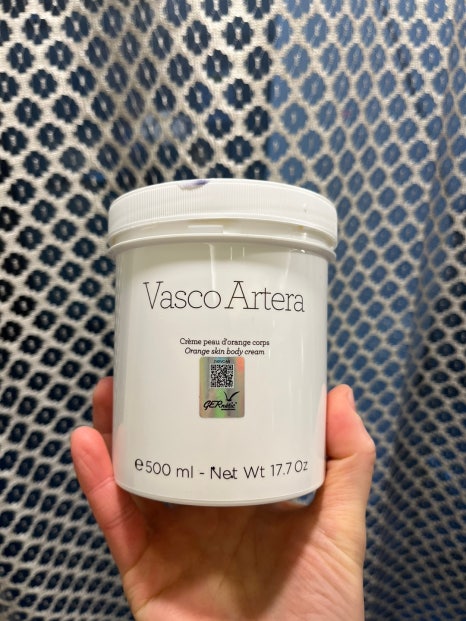 Vasco Artera
Crème peau d'orange corps
Orange skin body cream
GERnétic
e 500 ml - Net Wt 17.7 Oz